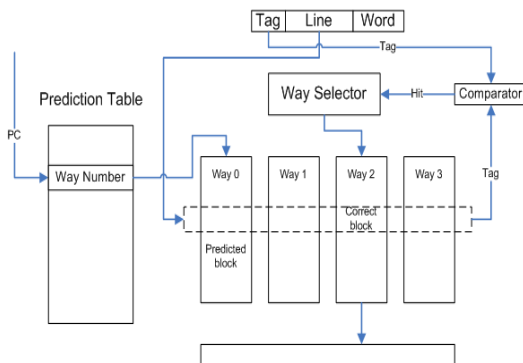 Tag Line Word
Tag
Prediction Table
Way Selector
Hit
Comparator
PC
Way Number
Way 0 Way 1 Way 2 Way 3
Tag
Correct
block
Predicted
block